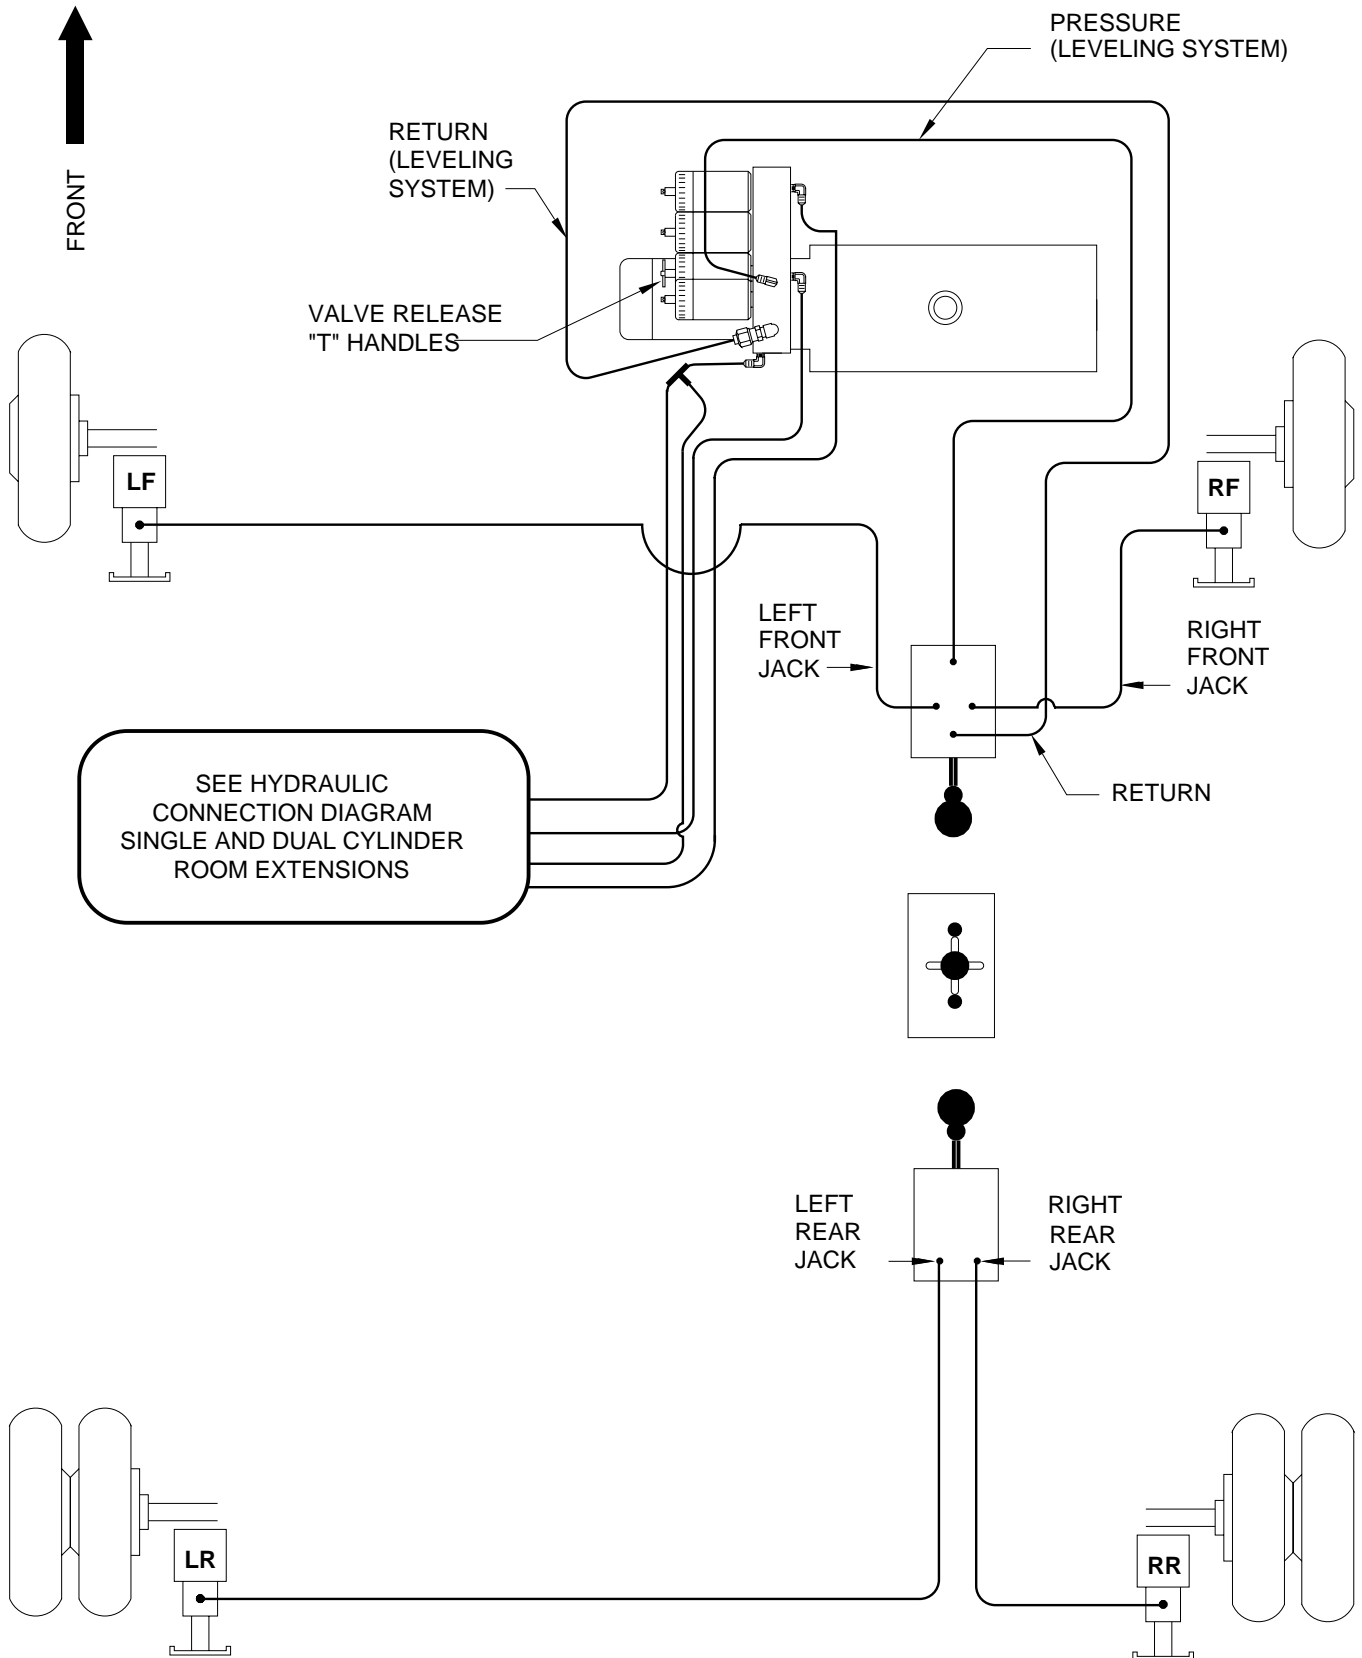 PRESSURE
(LEVELING SYSTEM)
RETURN
(LEVELING
SYSTEM)
FRONT
VALVE RELEASE
"T" HANDLES
LF
RF
LEFT
FRONT
JACK
RIGHT
FRONT
JACK
RETURN
SEE HYDRAULIC
CONNECTION DIAGRAM
SINGLE AND DUAL CYLINDER
ROOM EXTENSIONS
LEFT
REAR
JACK
RIGHT
REAR
JACK
LR
RR